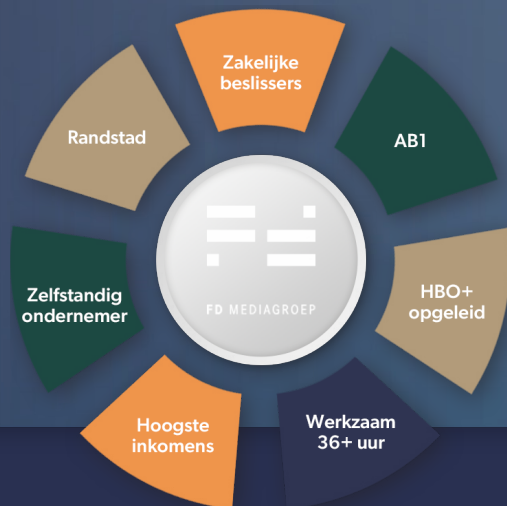 Zakelijke
beslissers
AB1
HBO+
opgeleid
Werkzaam
36+ uur
Hoogste
inkomens
Zelfstandig
ondernemer
Randstad
FD MEDIAGROEP